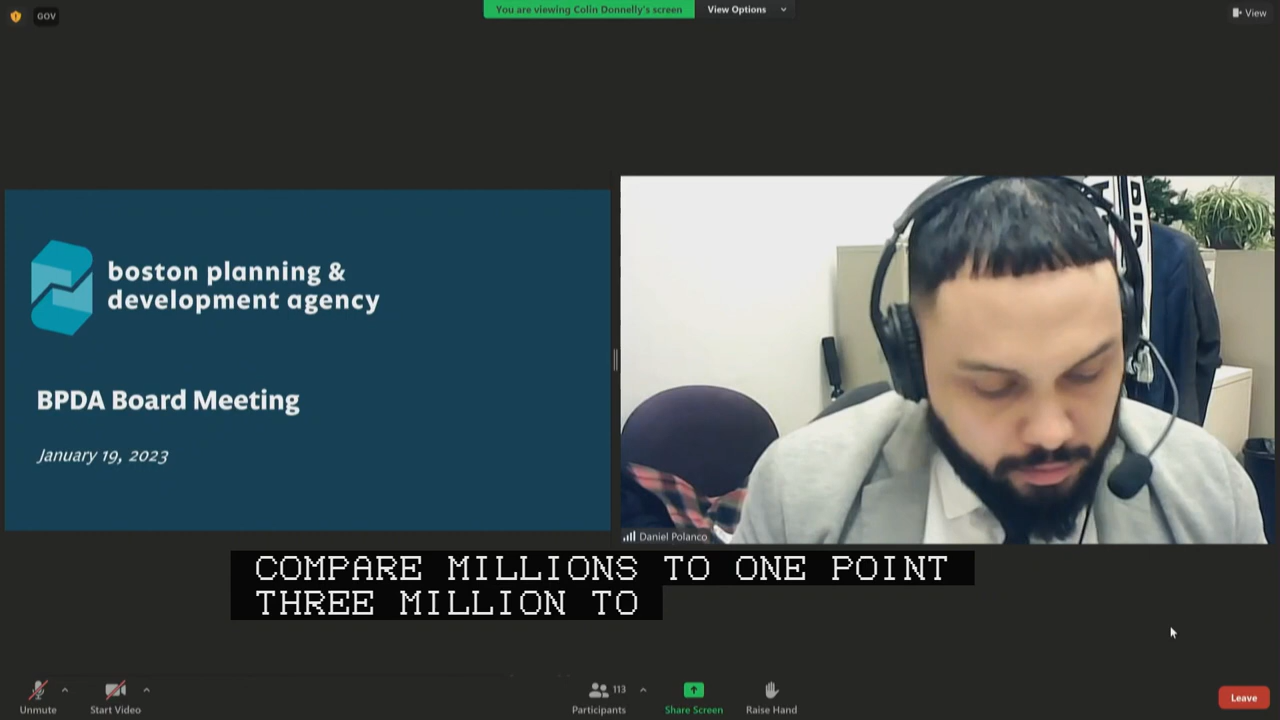 GOV
You are viewing Colin Donnelly's screen
View Options
View
boston planning &
development agency
BPDA Board Meeting
January 19, 2023
Daniel Polanco
COMPARE MILLIONS TO ONE POINT
THREE MILLION TO
Unmute
Start Video
113
Participants
Share Screen
Raise Hand
Leave